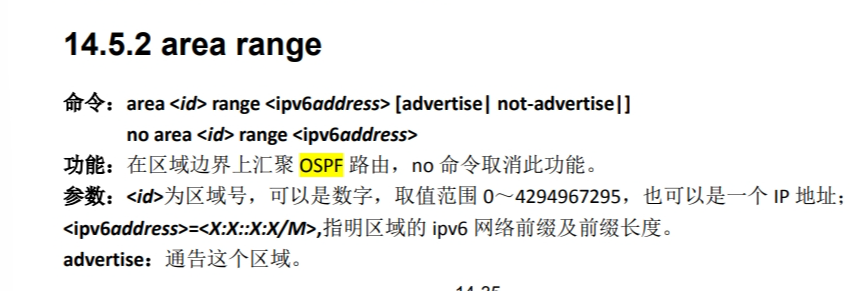 14.5.2 area range
命令：area <id> range <ipv6address> [advertise| not-advertise|]
no area <id> range <ipv6address>
功能：在区域边界上汇聚 OSPF 路由，no 命令取消此功能。
参数：<id>为区域号，可以是数字，取值范围 0～4294967295，也可以是一个 IP 地址；
<ipv6address>=<X:X::X:X/M>,指明区域的 ipv6 网络前缀及前缀长度。
advertise：通告这个区域。